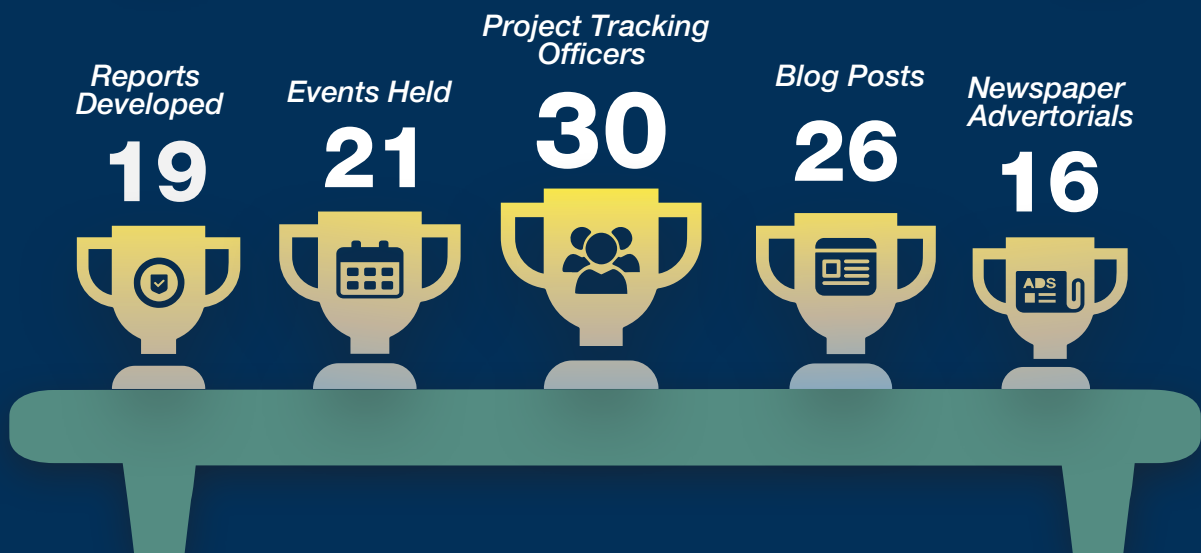 Reports
Developed
19
Events Held
21
Project Tracking
Officers
30
Blog Posts
26
Newspaper
Advertorials
16
ADS